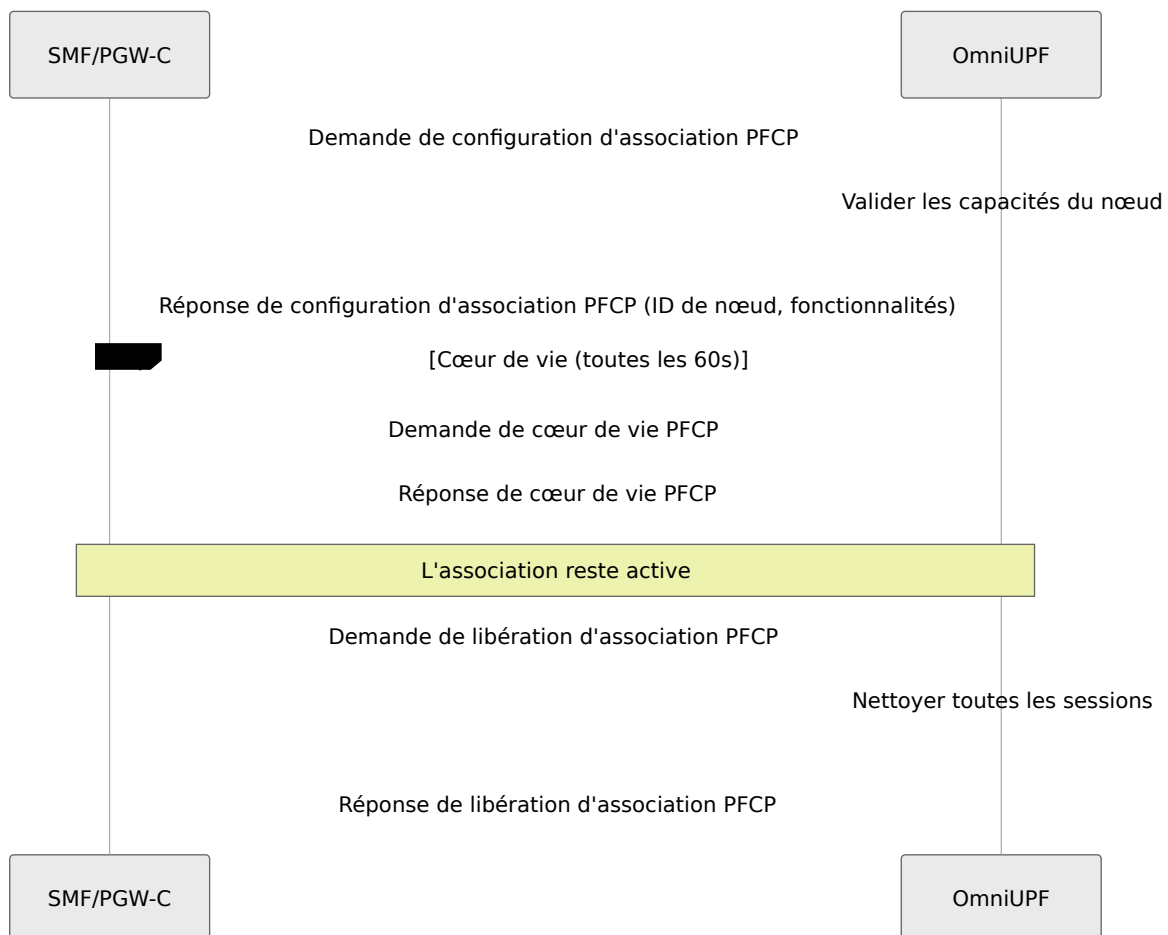 SMF/PGW-C
OmniUPF
Demande de configuration d'association PFCP
Valider les capacités du nœud
Réponse de configuration d'association PFCP (ID de nœud, fonctionnalités)
[Cœur de vie (toutes les 60s)]
Demande de cœur de vie PFCP
Réponse de cœur de vie PFCP
L'association reste active
Demande de libération d'association PFCP
Nettoyer toutes les sessions
Réponse de libération d'association PFCP
SMF/PGW-C
OmniUPF